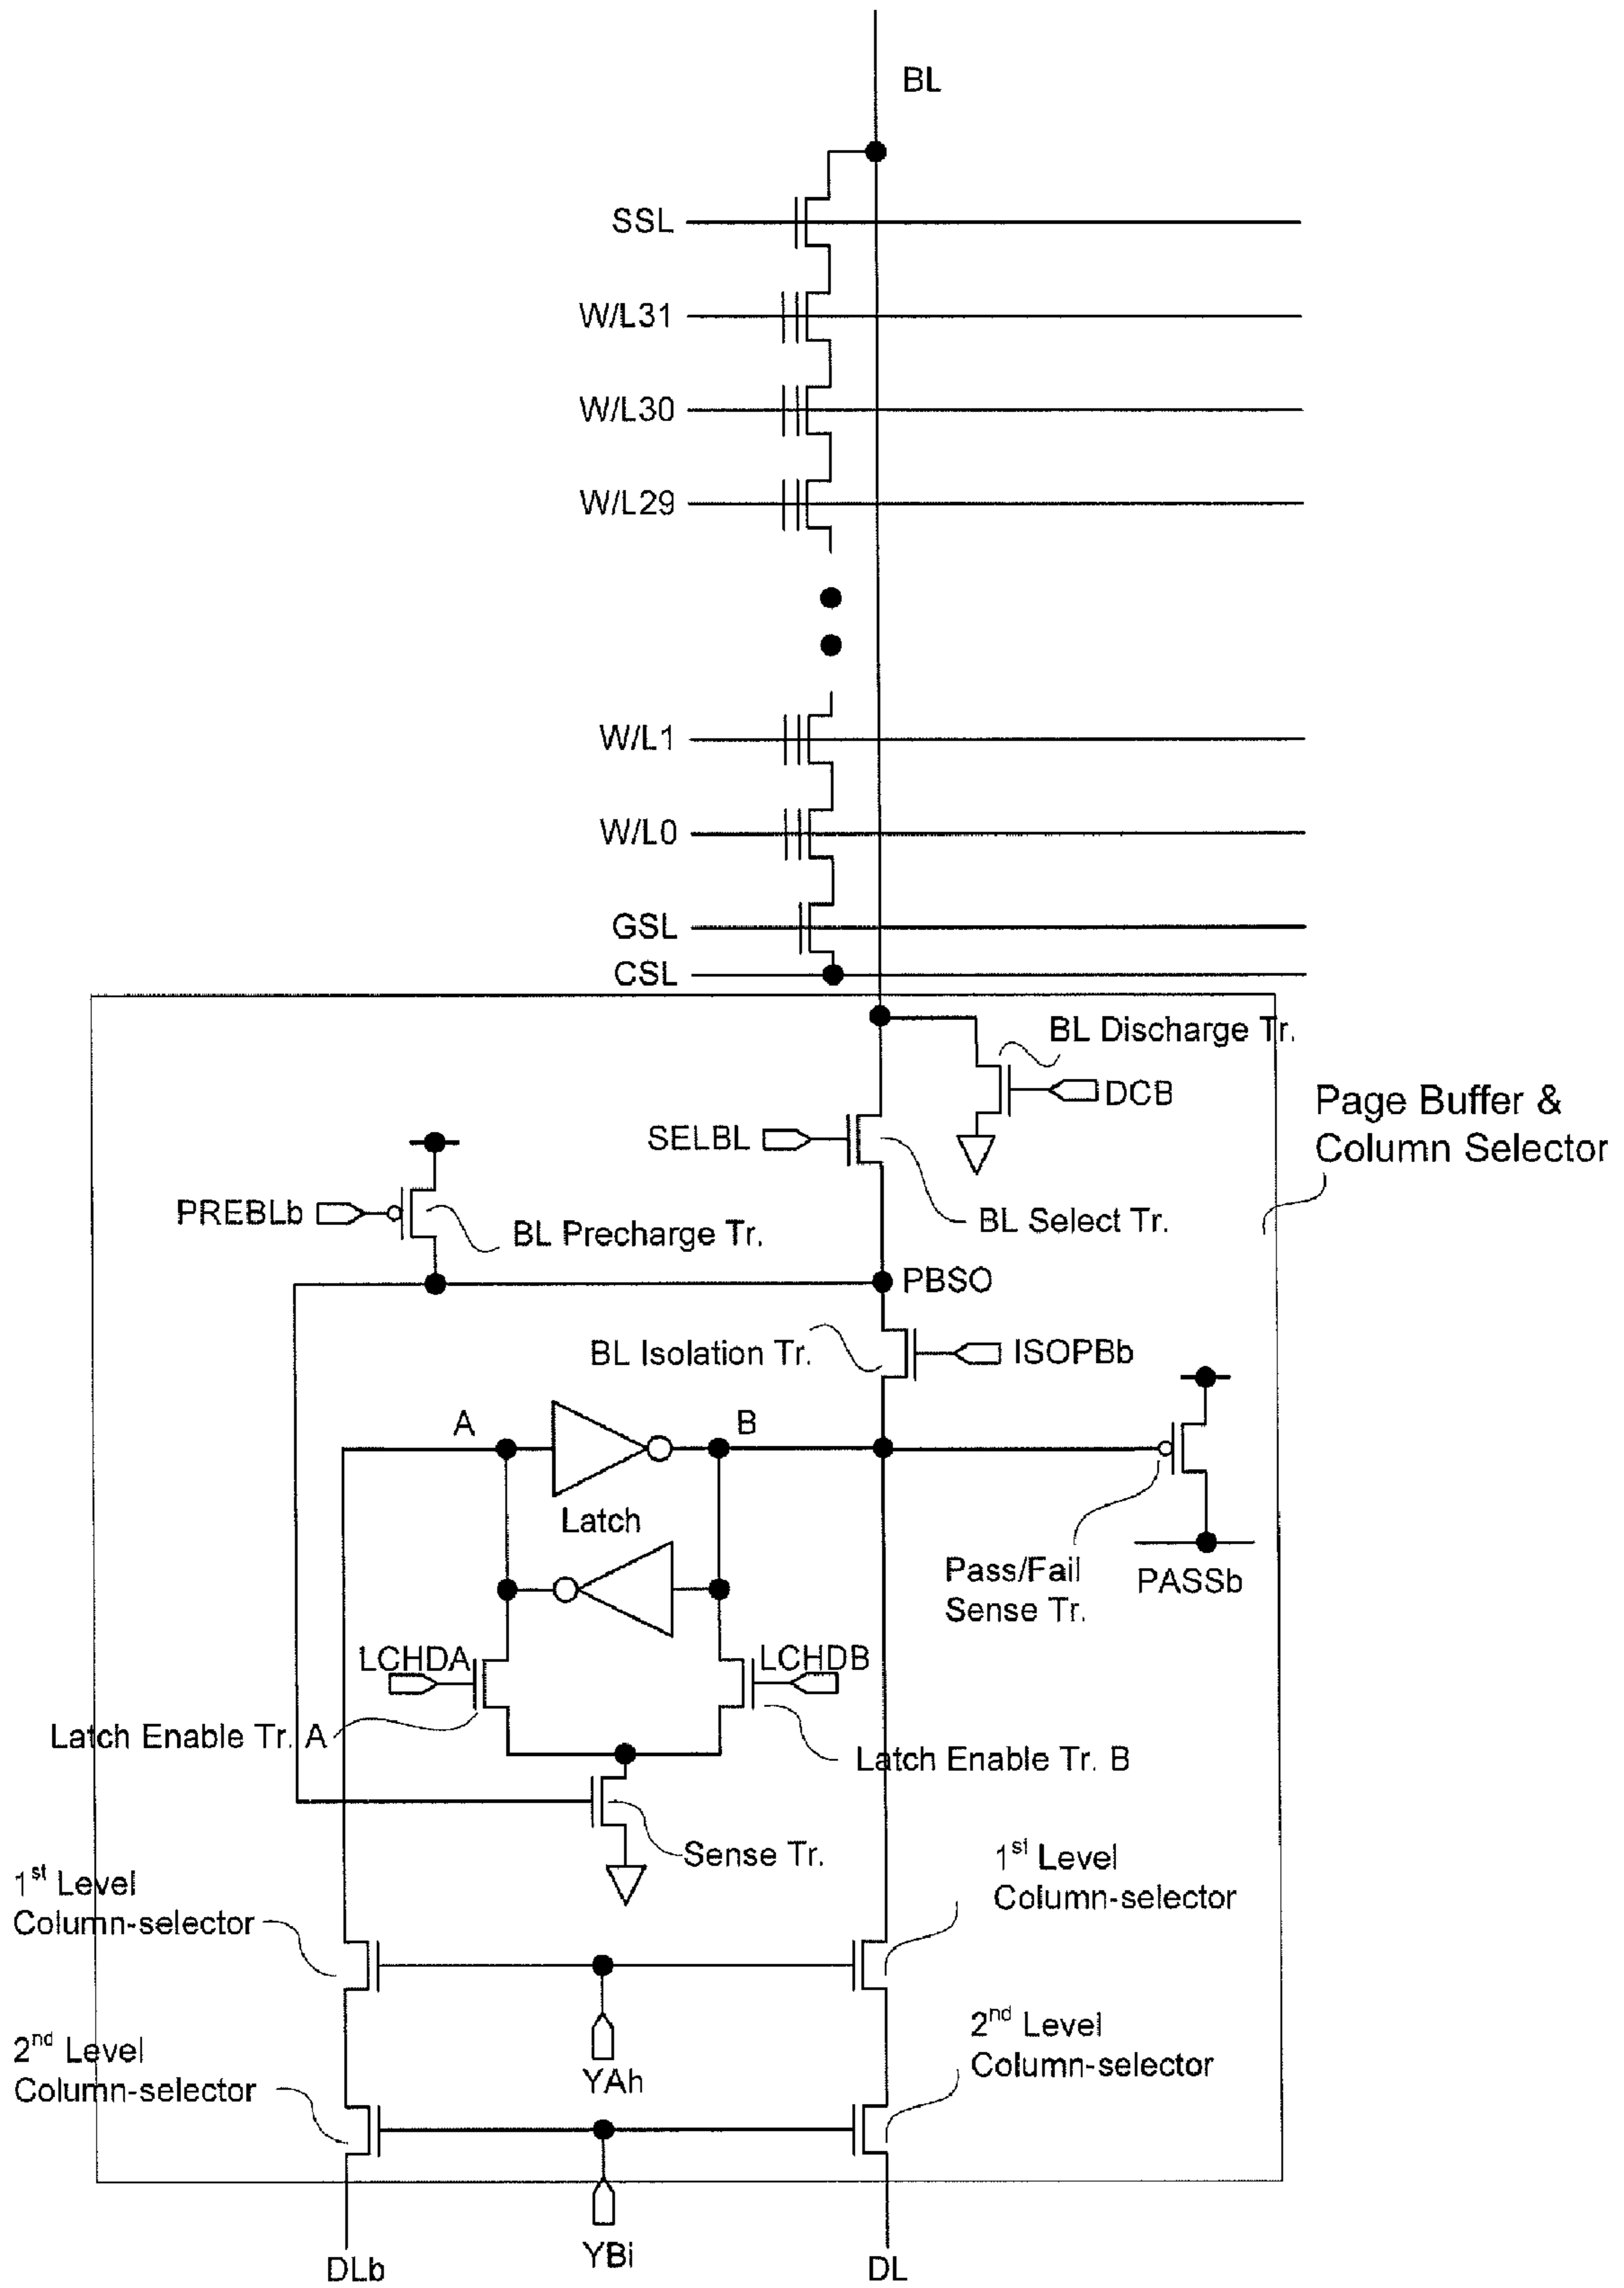 BL
SSL
W/L31
W/L30
W/L29
W/L1
W/L0
GSL
CSL
BL Discharge Tr.
DCB
Page Buffer &
Column Selector
SELBL
PREBLb
BL Select Tr.
BL Precharge Tr.
PBSO
BL Isolation Tr.
ISOPBb
A
B
Latch
Pass/Fail
Sense Tr.
PASSb
LCHDA
LCHDB
Latch Enable Tr. A
Latch Enable Tr. B
Sense Tr.
1st Level
Column-selector
1st Level
Column-selector
2nd Level
Column-selector
YAh
2nd Level
Column-selector
YBi
DLb
DL